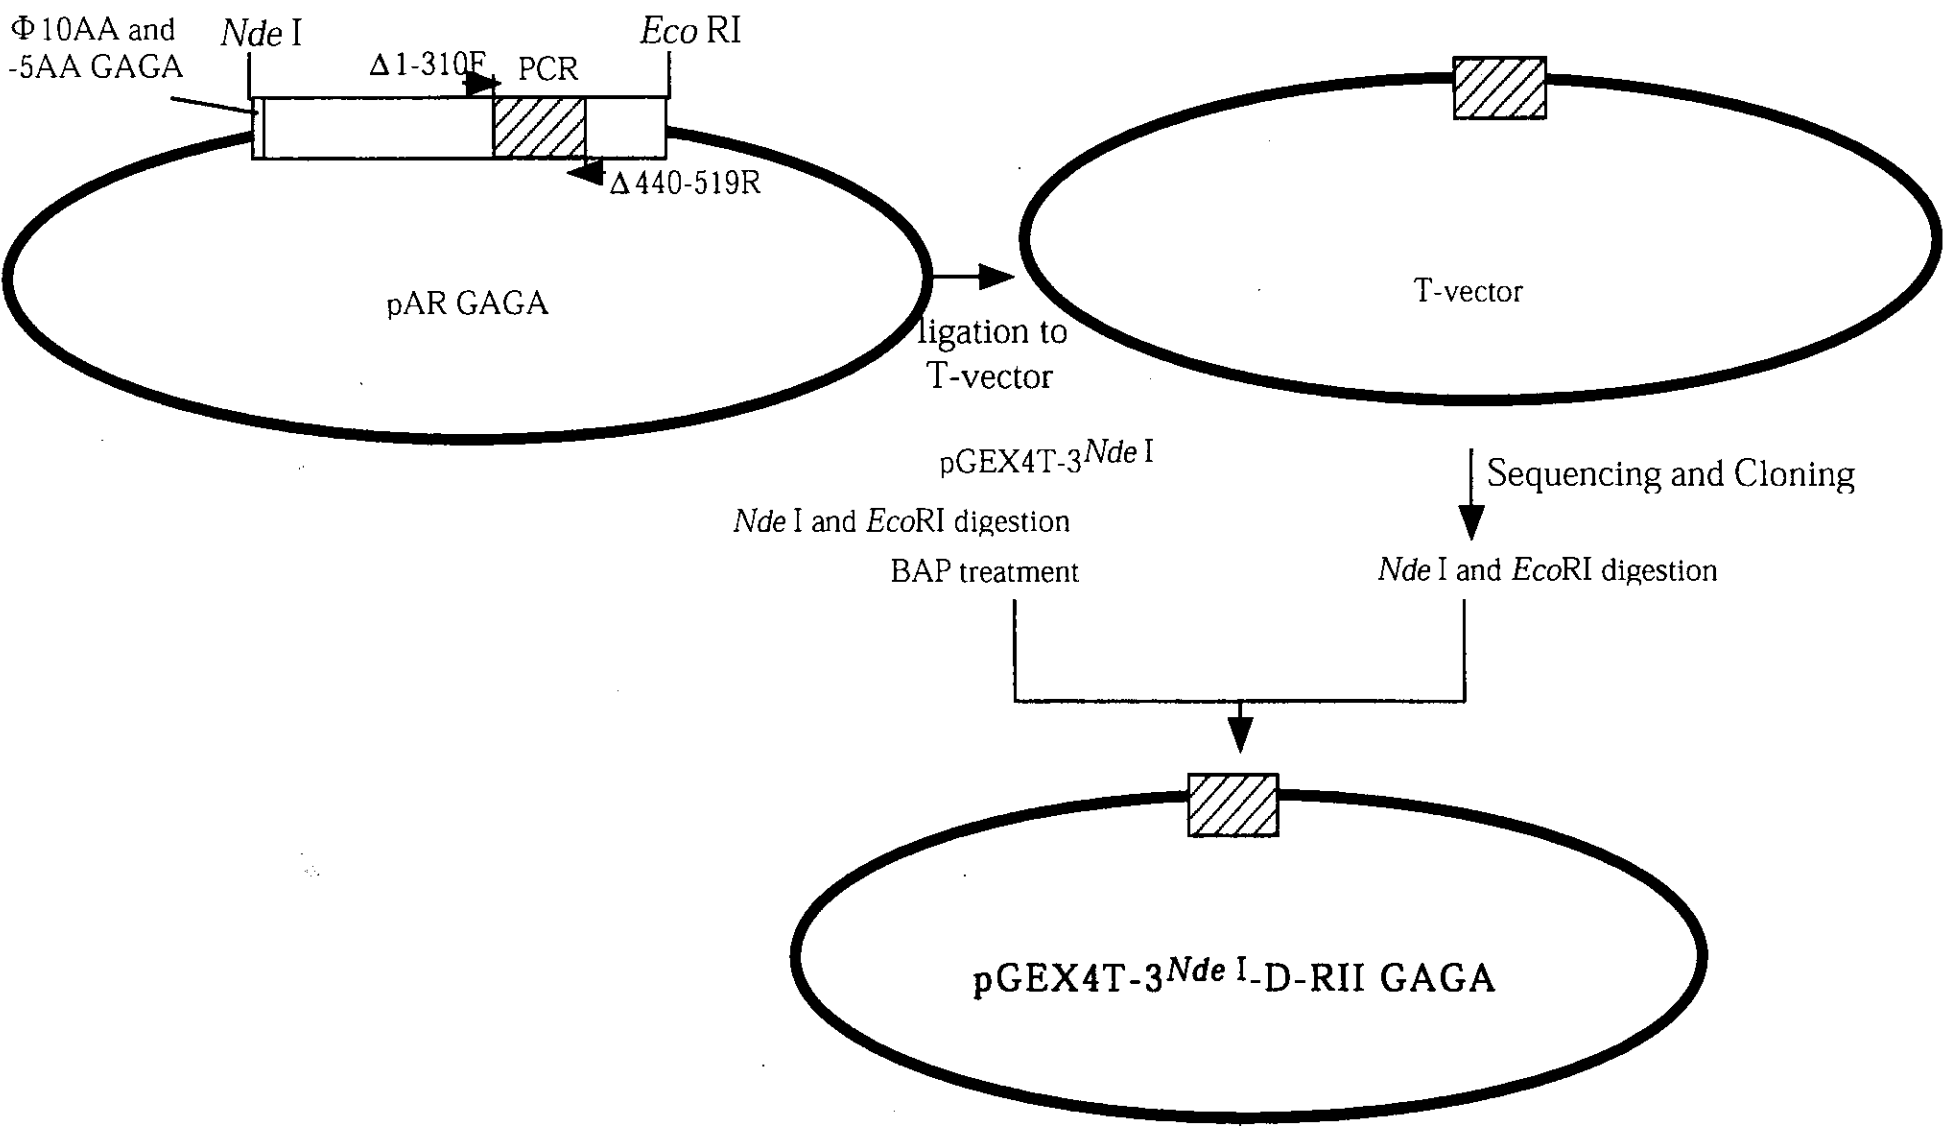 Φ10AA and
-5AA GAGA
Nde I
Eco RI
Δ1-310F
PCR
Δ440-519R
pAR GAGA
ligation to
T-vector
T-vector
pGEX4T-3Nde I
Nde I and EcoRI digestion
BAP treatment
Sequencing and Cloning
Nde I and EcoRI digestion
pGEX4T-3Nde I-D-RII GAGA